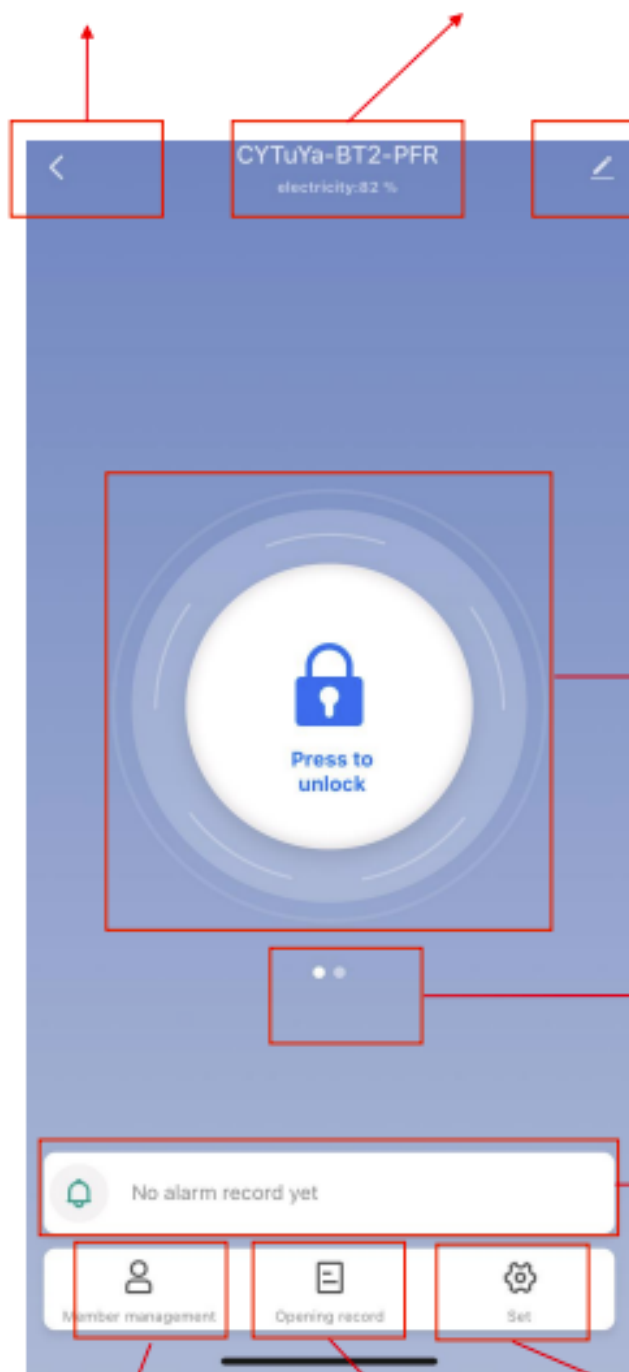 CYTuYa-BT2-PFR
electricity:82 %
Press to
unlock
No alarm record yet
Member management
Opening record
Set